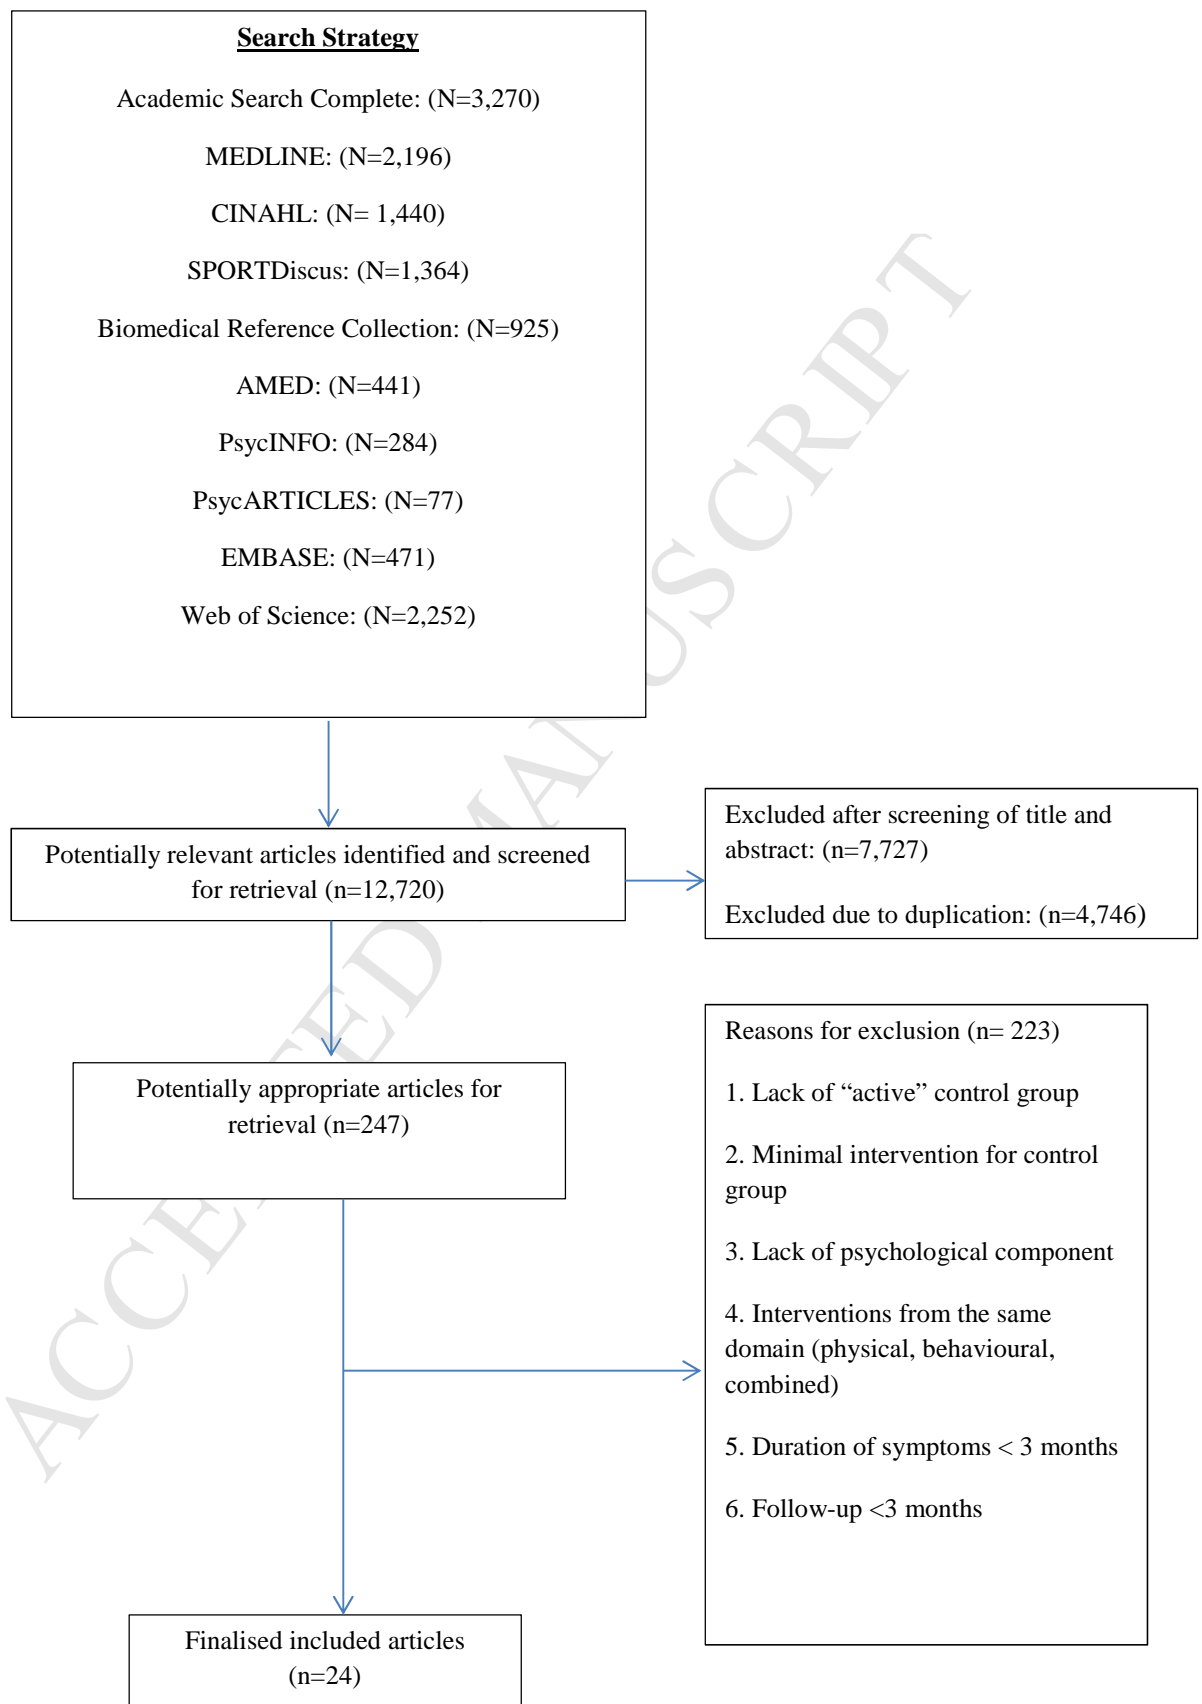 Search Strategy
Academic Search Complete: (N=3,270)
MEDLINE: (N=2,196)
CINAHL: (N= 1,440)
SPORTDiscus: (N=1,364)
Biomedical Reference Collection: (N=925)
AMED: (N=441)
PsycINFO: (N=284)
PsycARTICLES: (N=77)
EMBASE: (N=471)
Web of Science: (N=2,252)
Potentially relevant articles identified and screened
for retrieval (n=12,720)
Excluded after screening of title and
abstract: (n=7,727)
Excluded due to duplication: (n=4,746)
Potentially appropriate articles for
retrieval (n=247)
Reasons for exclusion (n= 223)
1. Lack of “active” control group
2. Minimal intervention for control
group
3. Lack of psychological component
4. Interventions from the same
domain (physical, behavioural,
combined)
5. Duration of symptoms < 3 months
6. Follow-up <3 months
Finalised included articles
(n=24)
ACCEPTED MANUSCRIPT